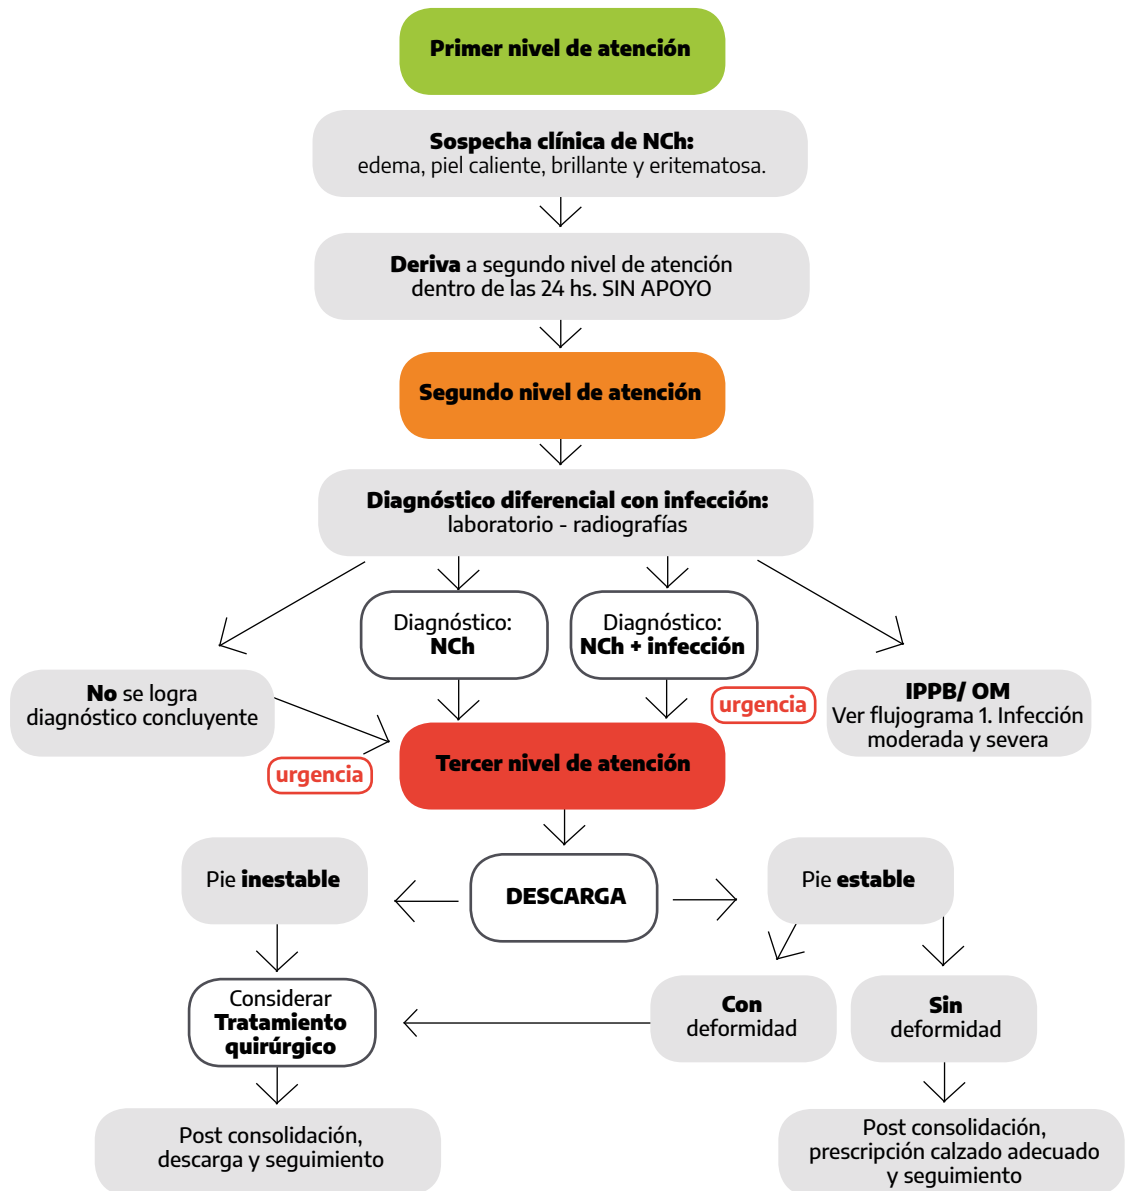 Primer nivel de atención
Sospecha clínica de NCh:
edema, piel caliente, brillante y eritematosa.
Deriva a segundo nivel de atención
dentro de las 24 hs. SIN APOYO
Segundo nivel de atención
Diagnóstico diferencial con infección:
laboratorio - radiografías
Diagnóstico:
NCh
Diagnóstico:
NCh + infección
No se logra
diagnóstico concluyente
urgencia
IPPB/ OM
Ver flujograma 1. Infección
moderada y severa
urgencia
Tercer nivel de atención
Pie inestable
DESCARGA
Pie estable
Considerar
Tratamiento
quirúrgico
Con
deformidad
Sin
deformidad
Post consolidación,
descarga y seguimiento
Post consolidación,
prescripción calzado adecuado
y seguimiento